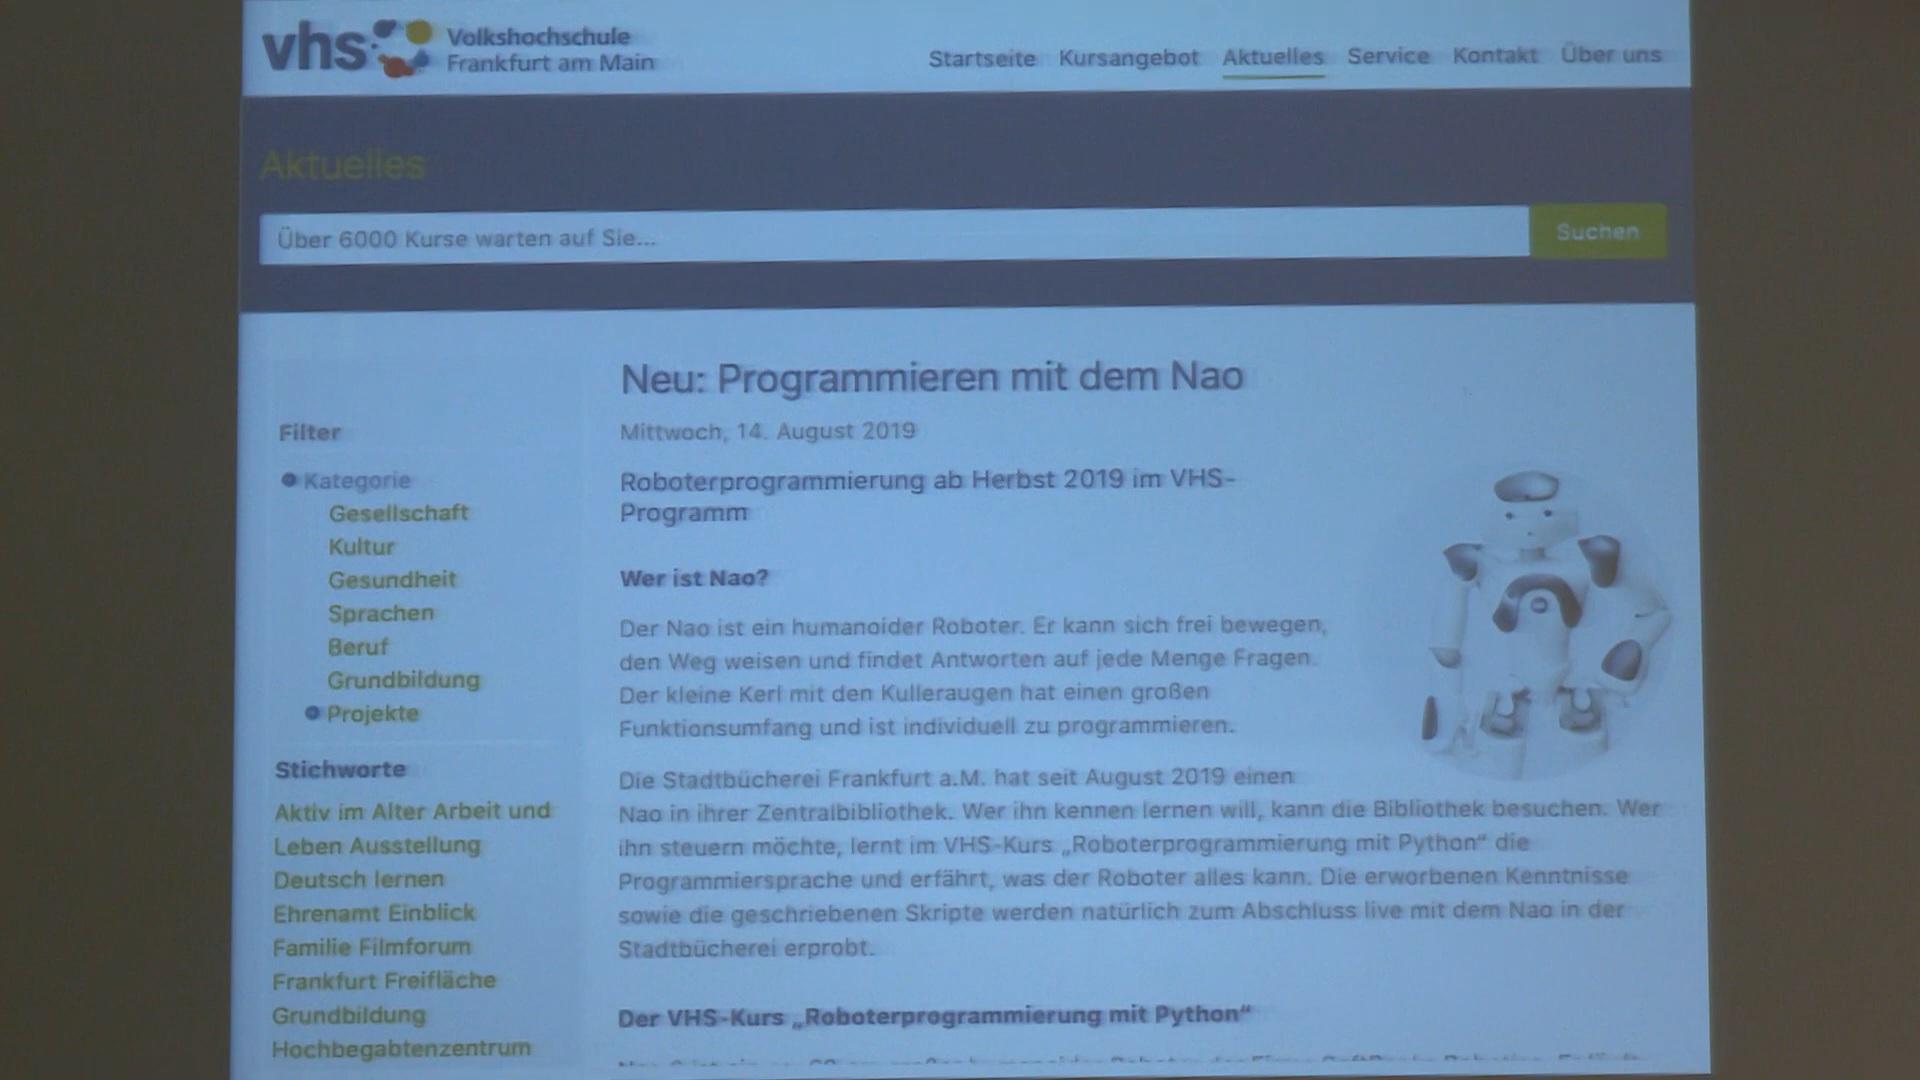 vhs Volkshochschule
Frankfurt am Main
Startseite Kursangebot Aktuelles Service Kontakt Über uns
Aktuelles
Über 6000 Kurse warten auf Sie...
Suchen
Filter
Kategorie
Gesellschaft
Kultur
Gesundheit
Sprachen
Beruf
Grundbildung
Projekte
Stichworte
Aktiv im Alter Arbeit und
Leben Ausstellung
Deutsch lernen
Ehrenamt Einblick
Familie Filmforum
Frankfurt Freifläche
Grundbildung
Hochbegabtenzentrum
Neu: Programmieren mit dem Nao
Mittwoch, 14. August 2019
Roboterprogrammierung ab Herbst 2019 im VHS-
Programm
Wer ist Nao?
Der Nao ist ein humanoider Roboter. Er kann sich frei bewegen,
den Weg weisen und findet Antworten auf jede Menge Fragen.
Der kleine Kerl mit den Kulleraugen hat einen großen
Funktionsumfang und ist individuell zu programmieren.
Die Stadtbücherei Frankfurt a.M. hat seit August 2019 einen
Nao in ihrer Zentralbibliothek. Wer ihn kennen lernen will, kann die Bibliothek besuchen. Wer
ihn steuern möchte, lernt im VHS-Kurs „Roboterprogrammierung mit Python“ die
Programmiersprache und erfährt, was der Roboter alles kann. Die erworbenen Kenntnisse
sowie die geschriebenen Skripte werden natürlich zum Abschluss live mit dem Nao in der
Stadtbücherei erprobt.
Der VHS-Kurs „Roboterprogrammierung mit Python“